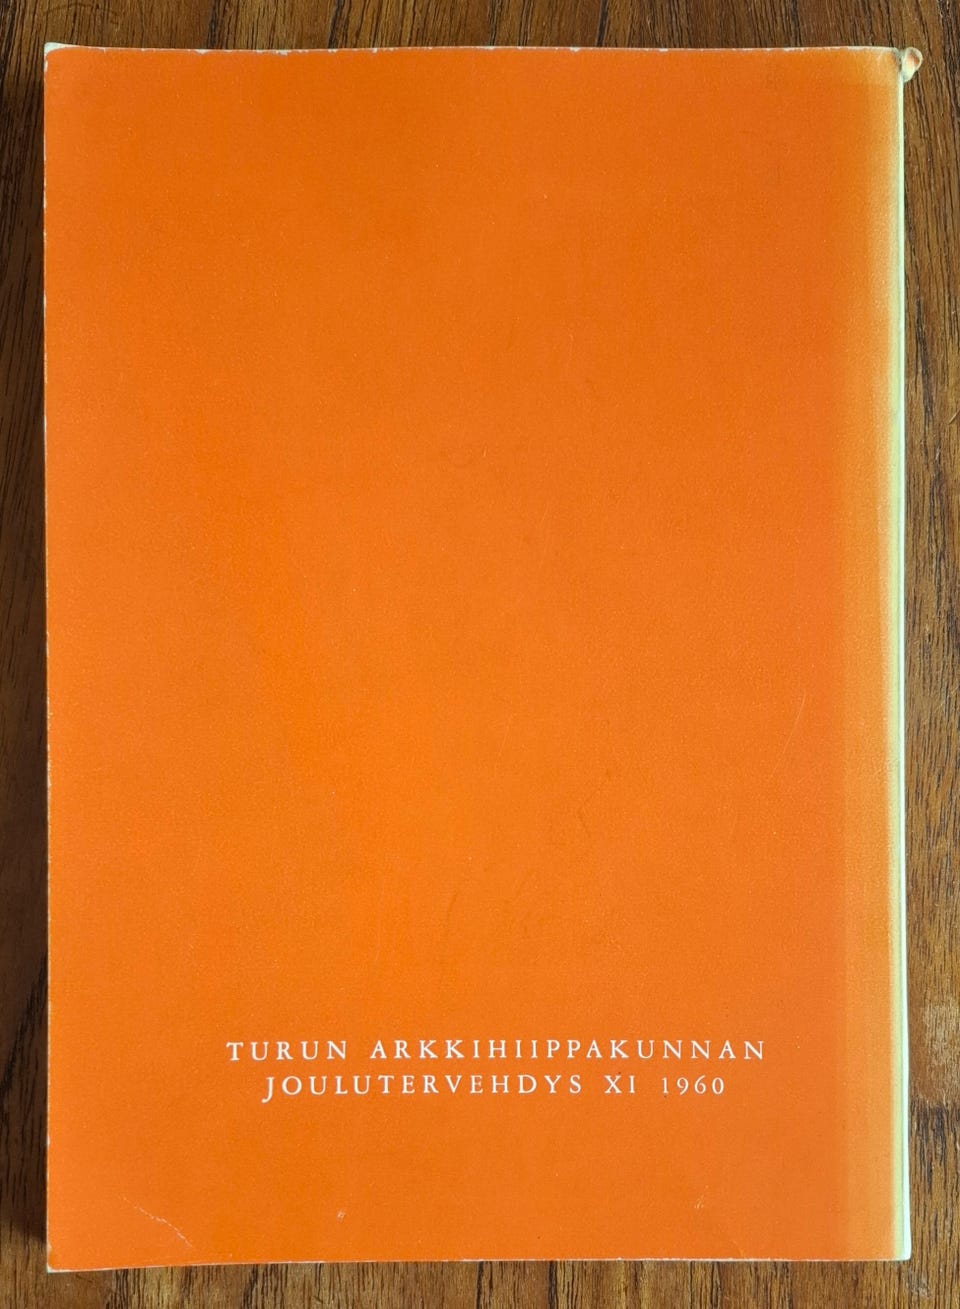 TURUN ARKKIHIIPPAKUNNAN
JOULUTERVEHDYS XI 1960